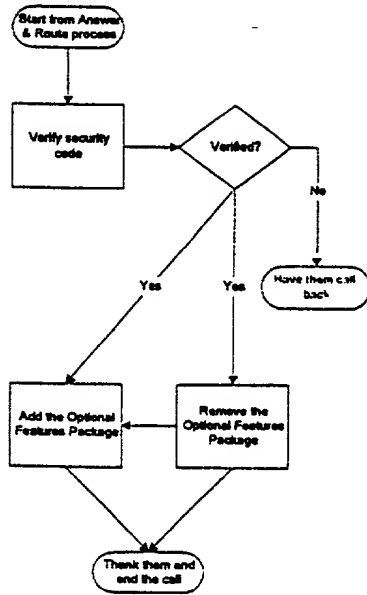 Start from Answer
& Route process
Verify security
code
Verified?
No
Have them call
back
Yes
Yes
Add the Optional
Features Package
Remove the
Optional Features
Package
Thank them and
end the call